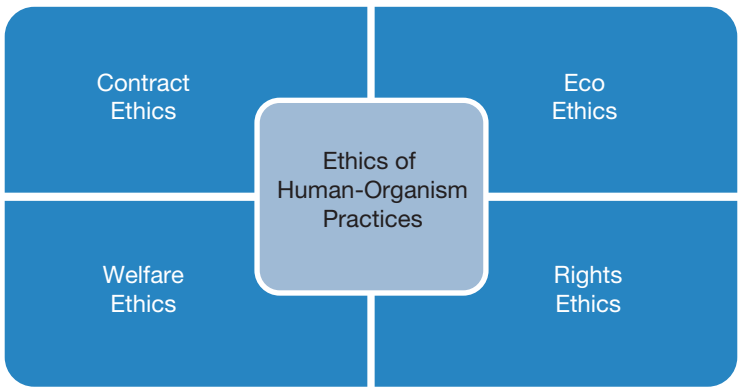 Contract
Ethics
Eco
Ethics
Ethics of
Human-Organism
Practices
Welfare
Ethics
Rights
Ethics